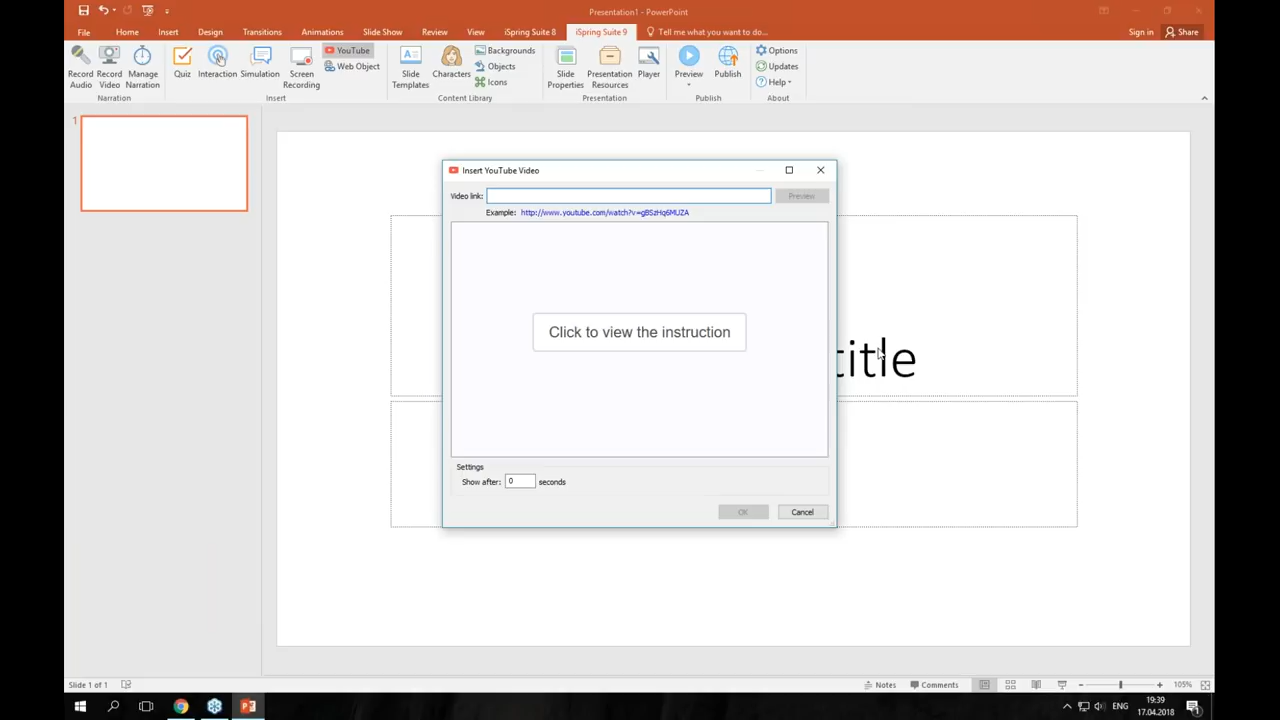 Presentation1 - PowerPoint
File Home Insert Design Transitions Animations Slide Show Review View iSpring Suite 8 iSpring Suite 9 Tell me what you want to do... Sign in Share
Record Audio
Record Video
Manage Narration
Narration
Quiz
Interaction
Simulation
Screen Recording
YouTube
Web Object
Insert
Slide Templates
Characters
Backgrounds
Objects
Icons
Content Library
Slide Properties
Presentation Resources
Player
Presentation
Preview
Publish
Publish
Options
Updates
Help
About
1
Insert YouTube Video
Video link:
Preview
Example: http://www.youtube.com/watch?v=gBSzHq6MUZA
Click to view the instruction
title
Settings
Show after: 0 seconds
OK Cancel
Slide 1 of 1
Notes Comments 105%
ENG
19:39
17.04.2018
1